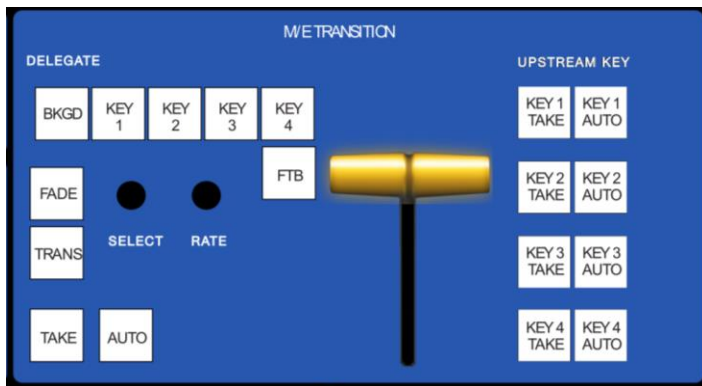 M/E TRANSITION
DELEGATE
UPSTREAM KEY
BKGD
KEY
1
KEY
2
KEY
3
KEY
4
FTB
FADE
SELECT
RATE
TRANS
TAKE
AUTO
KEY 1
TAKE
KEY 1
AUTO
KEY 2
TAKE
KEY 2
AUTO
KEY 3
TAKE
KEY 3
AUTO
KEY 4
TAKE
KEY 4
AUTO